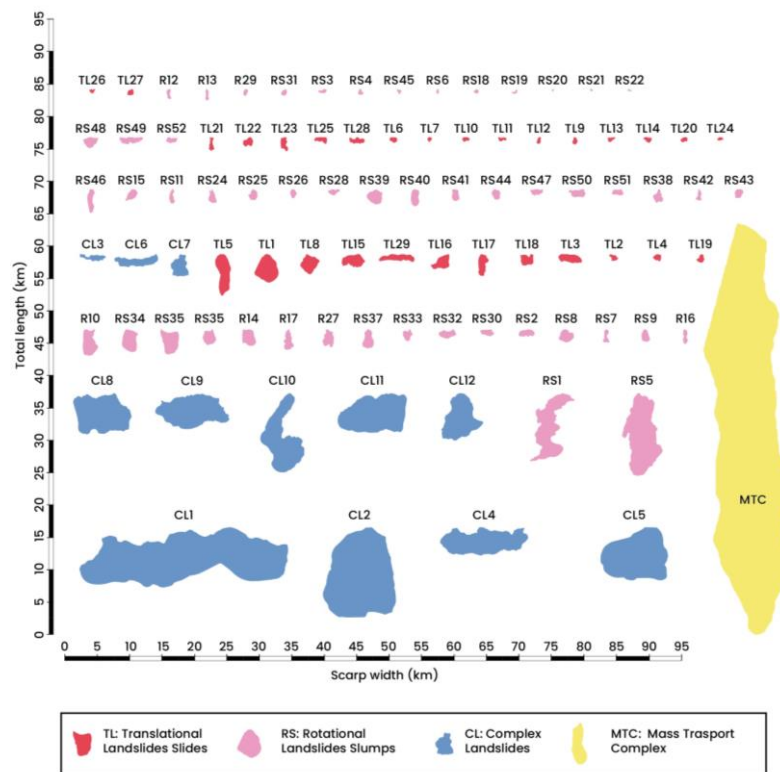 95
90
85
80
75
70
65
60
55
50
45
40
35
30
25
20
15
10
5
0
Total length (km)
TL26 TL27 R12 R13 R29 RS31 RS3 RS4 RS45 RS6 RS18 RS19 RS20 RS21 RS22
RS48 RS49 RS52 TL21 TL22 TL23 TL25 TL28 TL6 TL7 TL10 TL11 TL12 TL9 TL13 TL14 TL20 TL24
RS46 RS15 RS11 RS24 RS25 RS26 RS28 RS39 RS40 RS41 RS44 RS47 RS50 RS51 RS38 RS42 RS43
CL3 CL6 CL7 TL5 TL1 TL8 TL15 TL29 TL16 TL17 TL18 TL3 TL2 TL4 TL19
R10 RS34 RS35 RS35 R14 R17 R27 RS37 RS33 RS32 RS30 RS2 RS8 RS7 RS9 R16
CL8 CL9 CL10 CL11 CL12 RS1 RS5
MTC
CL1 CL2 CL4 CL5
0 5 10 15 20 25 30 35 40 45 50 55 60 65 70 75 80 85 90 95
Scarp width (km)
TL: Translational
Landslides Slides
RS: Rotational
Landslides Slumps
CL: Complex
Landslides
MTC: Mass Trasport
Complex